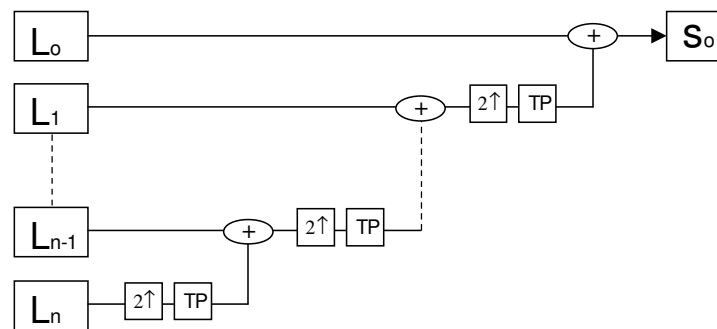 L₀ + S₀
L₁ + 2↑ TP
Lₙ₋₁ + 2↑ TP
Lₙ 2↑ TP